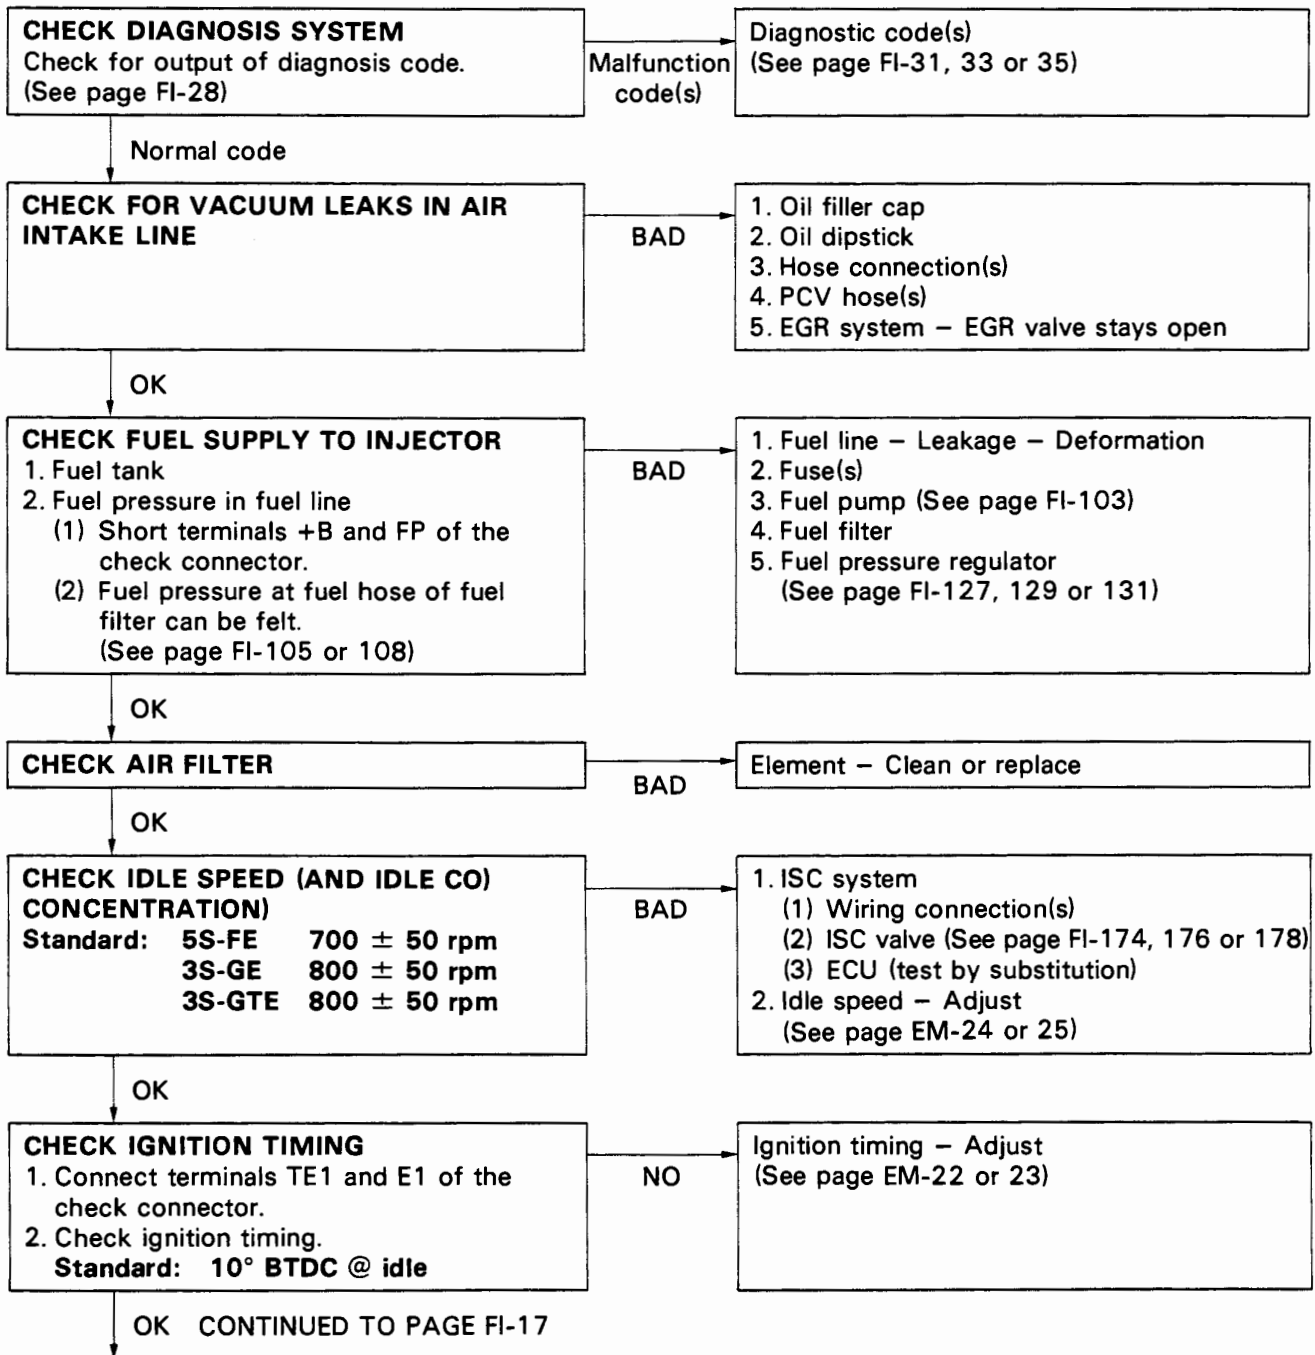 CHECK DIAGNOSIS SYSTEM
Check for output of diagnosis code.
(See page FI-28)
Malfunction
code(s)
Diagnostic code(s)
(See page FI-31, 33 or 35)
Normal code
CHECK FOR VACUUM LEAKS IN AIR
INTAKE LINE
BAD
1. Oil filler cap
2. Oil dipstick
3. Hose connection(s)
4. PCV hose(s)
5. EGR system – EGR valve stays open
OK
CHECK FUEL SUPPLY TO INJECTOR
1. Fuel tank
2. Fuel pressure in fuel line
(1) Short terminals +B and FP of the
check connector.
(2) Fuel pressure at fuel hose of fuel
filter can be felt.
(See page FI-105 or 108)
BAD
1. Fuel line – Leakage – Deformation
2. Fuse(s)
3. Fuel pump (See page FI-103)
4. Fuel filter
5. Fuel pressure regulator
(See page FI-127, 129 or 131)
OK
CHECK AIR FILTER
BAD
Element – Clean or replace
OK
CHECK IDLE SPEED (AND IDLE CO)
CONCENTRATION)
Standard: 5S-FE 700 ± 50 rpm
3S-GE 800 ± 50 rpm
3S-GTE 800 ± 50 rpm
BAD
1. ISC system
(1) Wiring connection(s)
(2) ISC valve (See page FI-174, 176 or 178)
(3) ECU (test by substitution)
2. Idle speed – Adjust
(See page EM-24 or 25)
OK
CHECK IGNITION TIMING
1. Connect terminals TE1 and E1 of the
check connector.
2. Check ignition timing.
Standard: 10° BTDC @ idle
NO
Ignition timing – Adjust
(See page EM-22 or 23)
OK CONTINUED TO PAGE FI-17